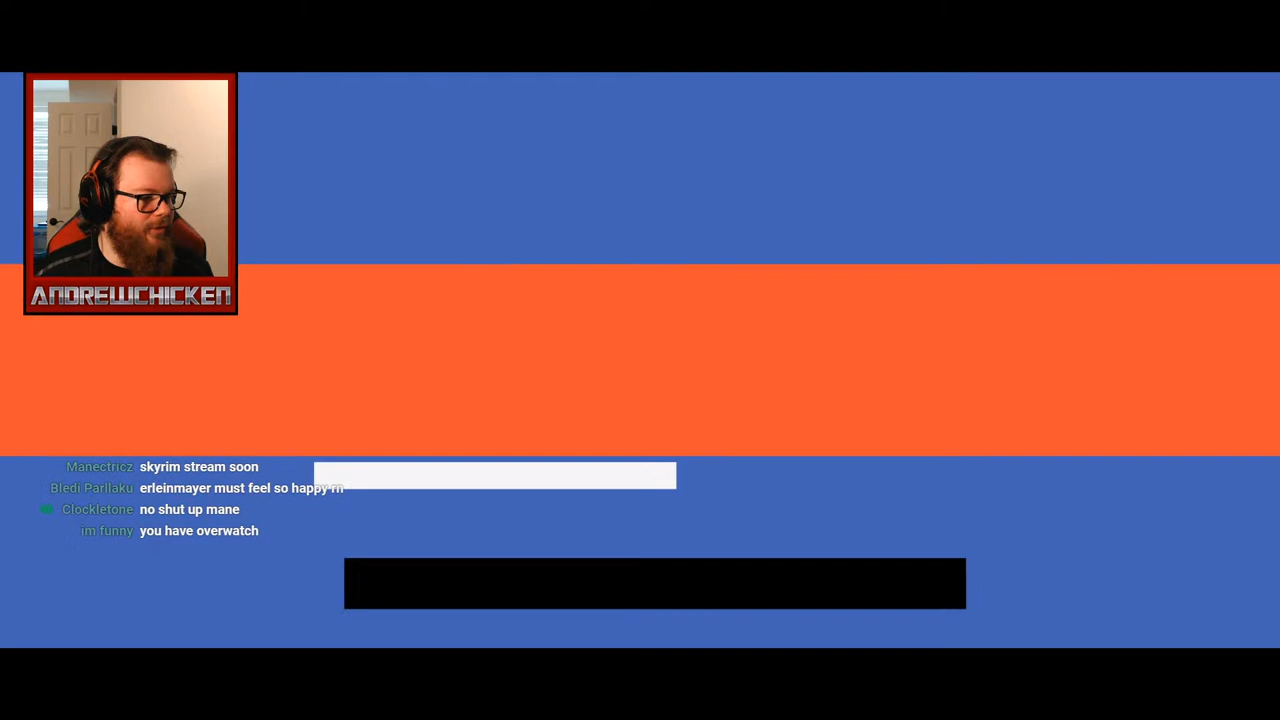 ANDREWCHICKEN
Manectricz skyrim stream soon
Bledi Parllaku erleinmayer must feel so happy rn
Clockletone no shut up mane
im funny you have overwatch